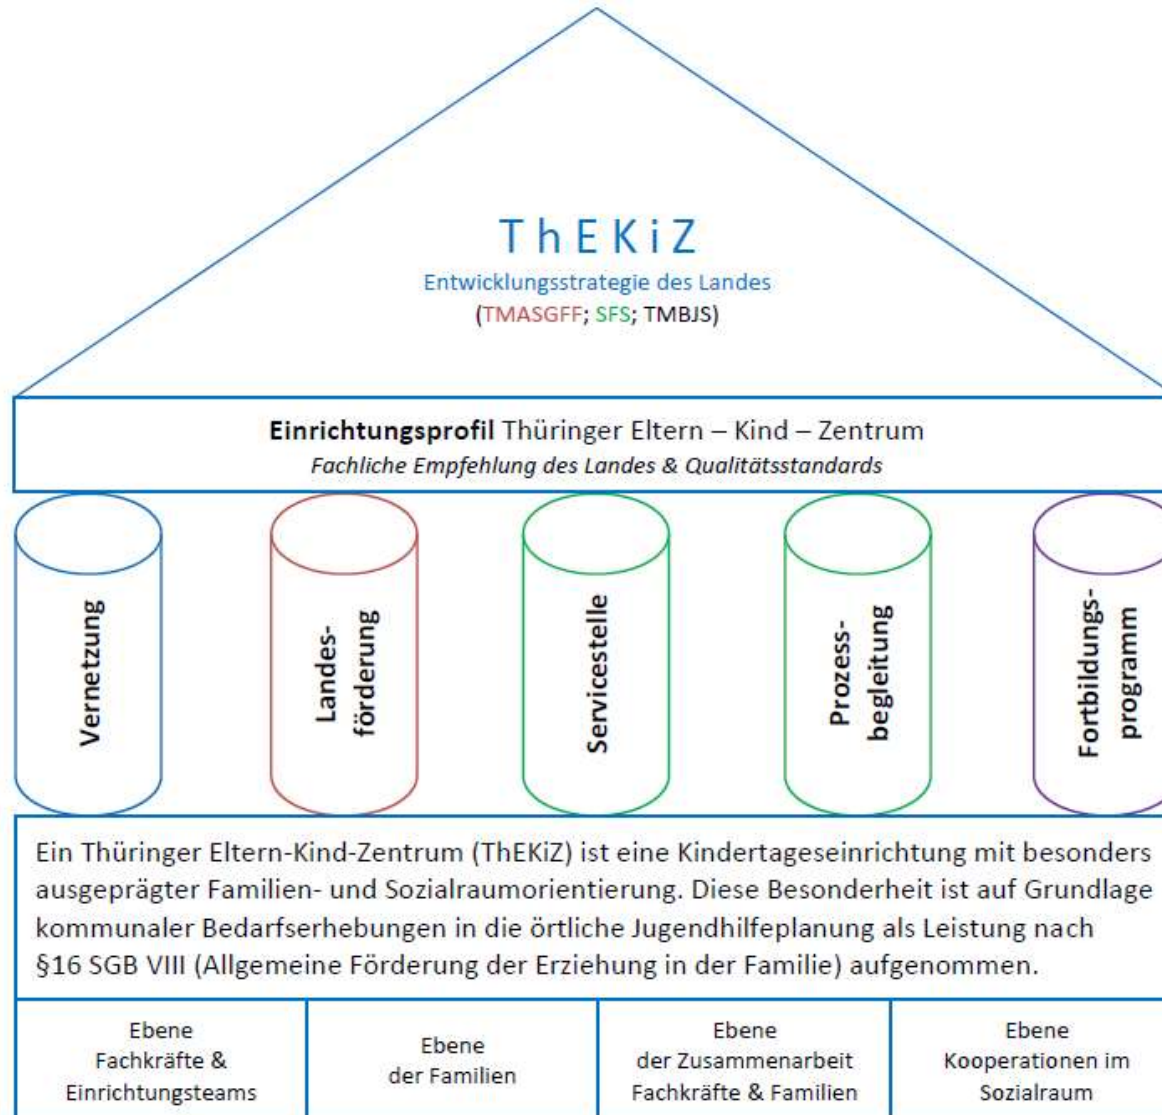 ThEKiZ
Entwicklungsstrategie des Landes
(TMASGFF; SFS; TMBJS)
Einrichtungsprofil Thüringer Eltern – Kind – Zentrum
Fachliche Empfehlung des Landes & Qualitätsstandards
Vernetzung
Landes-
förderung
Servicestelle
Prozess-
begleitung
Fortbildungs-
programm
Ein Thüringer Eltern-Kind-Zentrum (ThEKiZ) ist eine Kindertageseinrichtung mit besonders
ausgeprägter Familien- und Sozialraumorientierung. Diese Besonderheit ist auf Grundlage
kommunaler Bedarfserhebungen in die örtliche Jugendhilfeplanung als Leistung nach
§16 SGB VIII (Allgemeine Förderung der Erziehung in der Familie) aufgenommen.
Ebene
Fachkräfte &
Einrichtungsteams
Ebene
der Familien
Ebene
der Zusammenarbeit
Fachkräfte & Familien
Ebene
Kooperationen im
Sozialraum